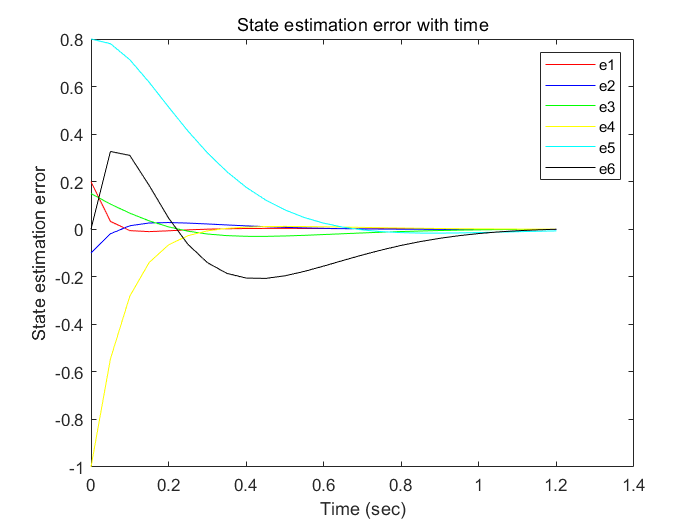 State estimation error with time
0.8
0.6
0.4
0.2
0
-0.2
-0.4
-0.6
-0.8
-1
State estimation error
e1
e2
e3
e4
e5
e6
0 0.2 0.4 0.6 0.8 1 1.2 1.4
Time (sec)